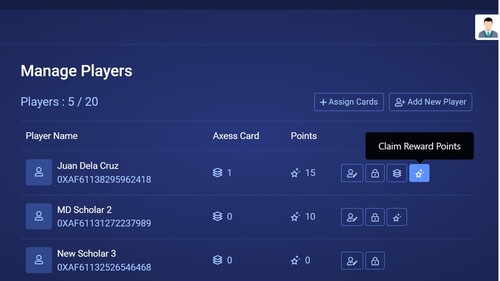 Manage Players
Players : 5 / 20
Assign Cards
Add New Player
Player Name Axess Card Points
Claim Reward Points
Juan Dela Cruz
0XAF61138295962418
1 15
MD Scholar 2
0XAF61131272237989
0 10
New Scholar 3
0XAF61132526546468
0 0